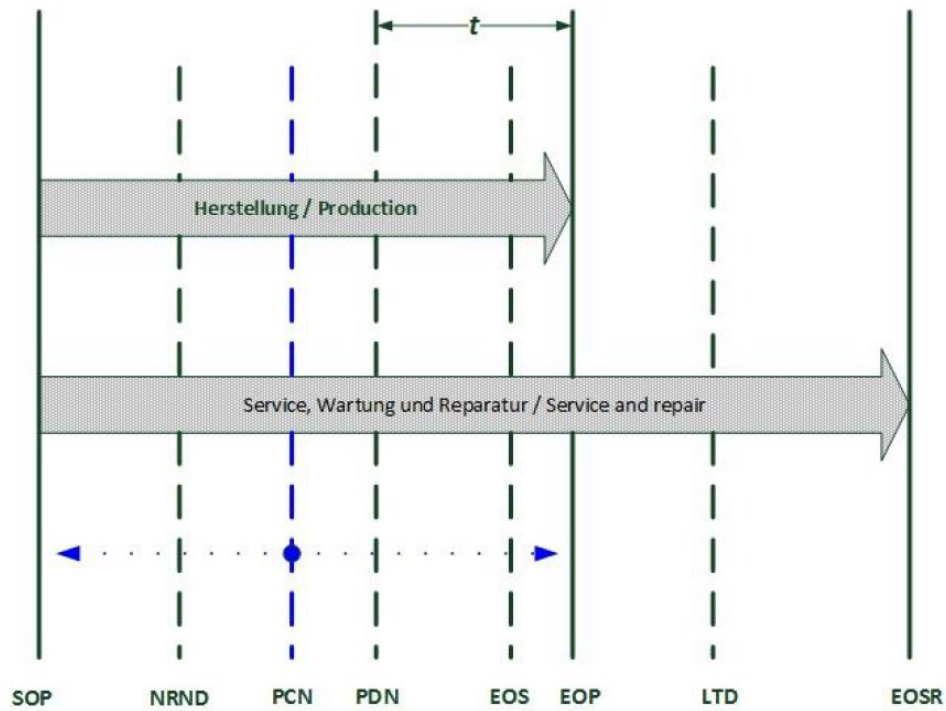 t
Herstellung / Production
Service, Wartung und Reparatur / Service and repair
SOP NRND PCN PDN EOS EOP LTD EOSR